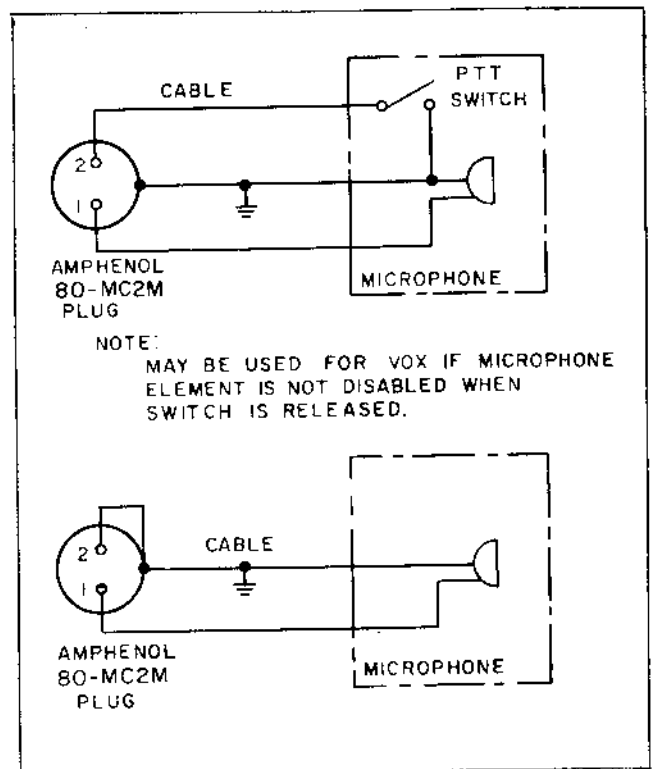 CABLE
PTT
SWITCH
2
1
AMPHENOL
80-MC2M
PLUG
MICROPHONE
NOTE:
MAY BE USED FOR VOX IF MICROPHONE
ELEMENT IS NOT DISABLED WHEN
SWITCH IS RELEASED.
CABLE
2
1
AMPHENOL
80-MC2M
PLUG
MICROPHONE